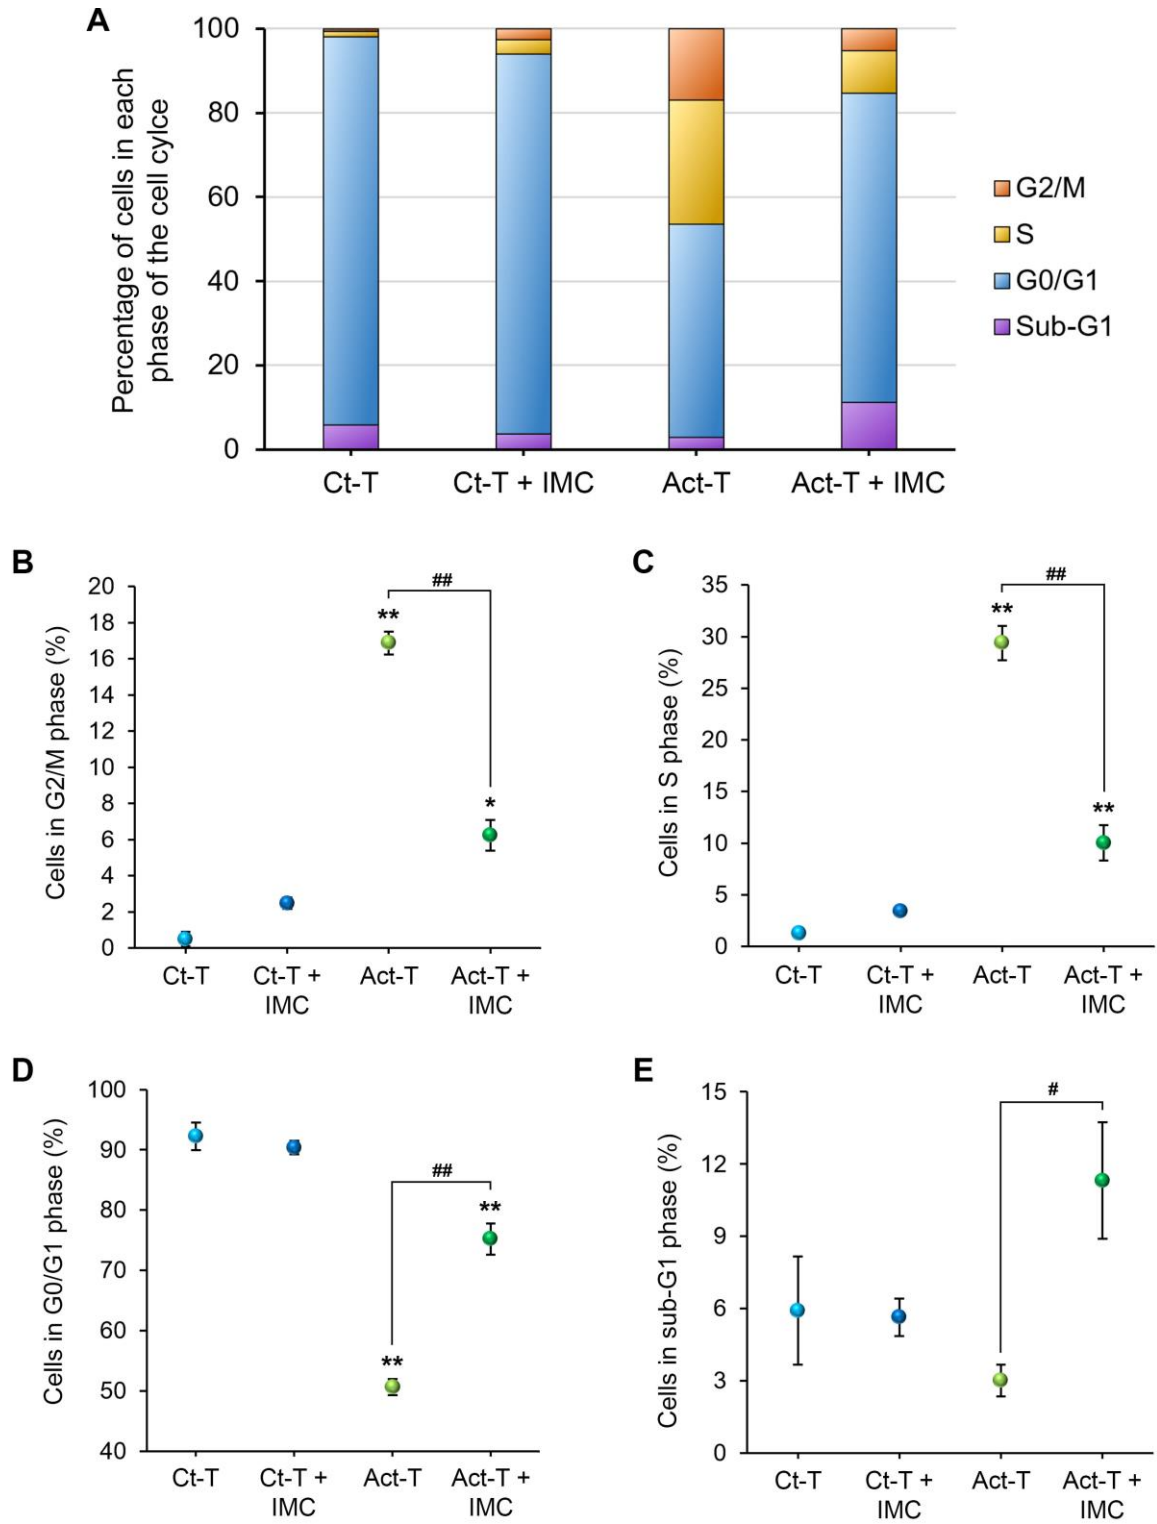 A
Percentage of cells in each
phase of the cell cylce
100
80
60
40
20
0
Ct-T
Ct-T + IMC
Act-T
Act-T + IMC
G2/M
S
G0/G1
Sub-G1
B
Cells in G2/M phase (%)
20
18
16
14
12
10
8
6
4
2
0
**
##
*
Ct-T
Ct-T +
IMC
Act-T
Act-T +
IMC
C
Cells in S phase (%)
35
30
25
20
15
10
5
0
**
##
**
Ct-T
Ct-T +
IMC
Act-T
Act-T +
IMC
D
Cells in G0/G1 phase (%)
100
90
80
70
60
50
40
##
**
**
Ct-T
Ct-T +
IMC
Act-T
Act-T +
IMC
E
Cells in sub-G1 phase (%)
15
12
9
6
3
0
#
Ct-T
Ct-T +
IMC
Act-T
Act-T +
IMC